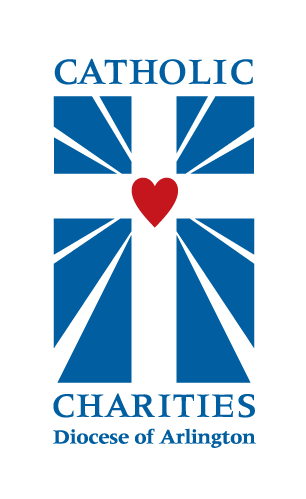 CATHOLIC
CHARITIES
Diocese of Arlington